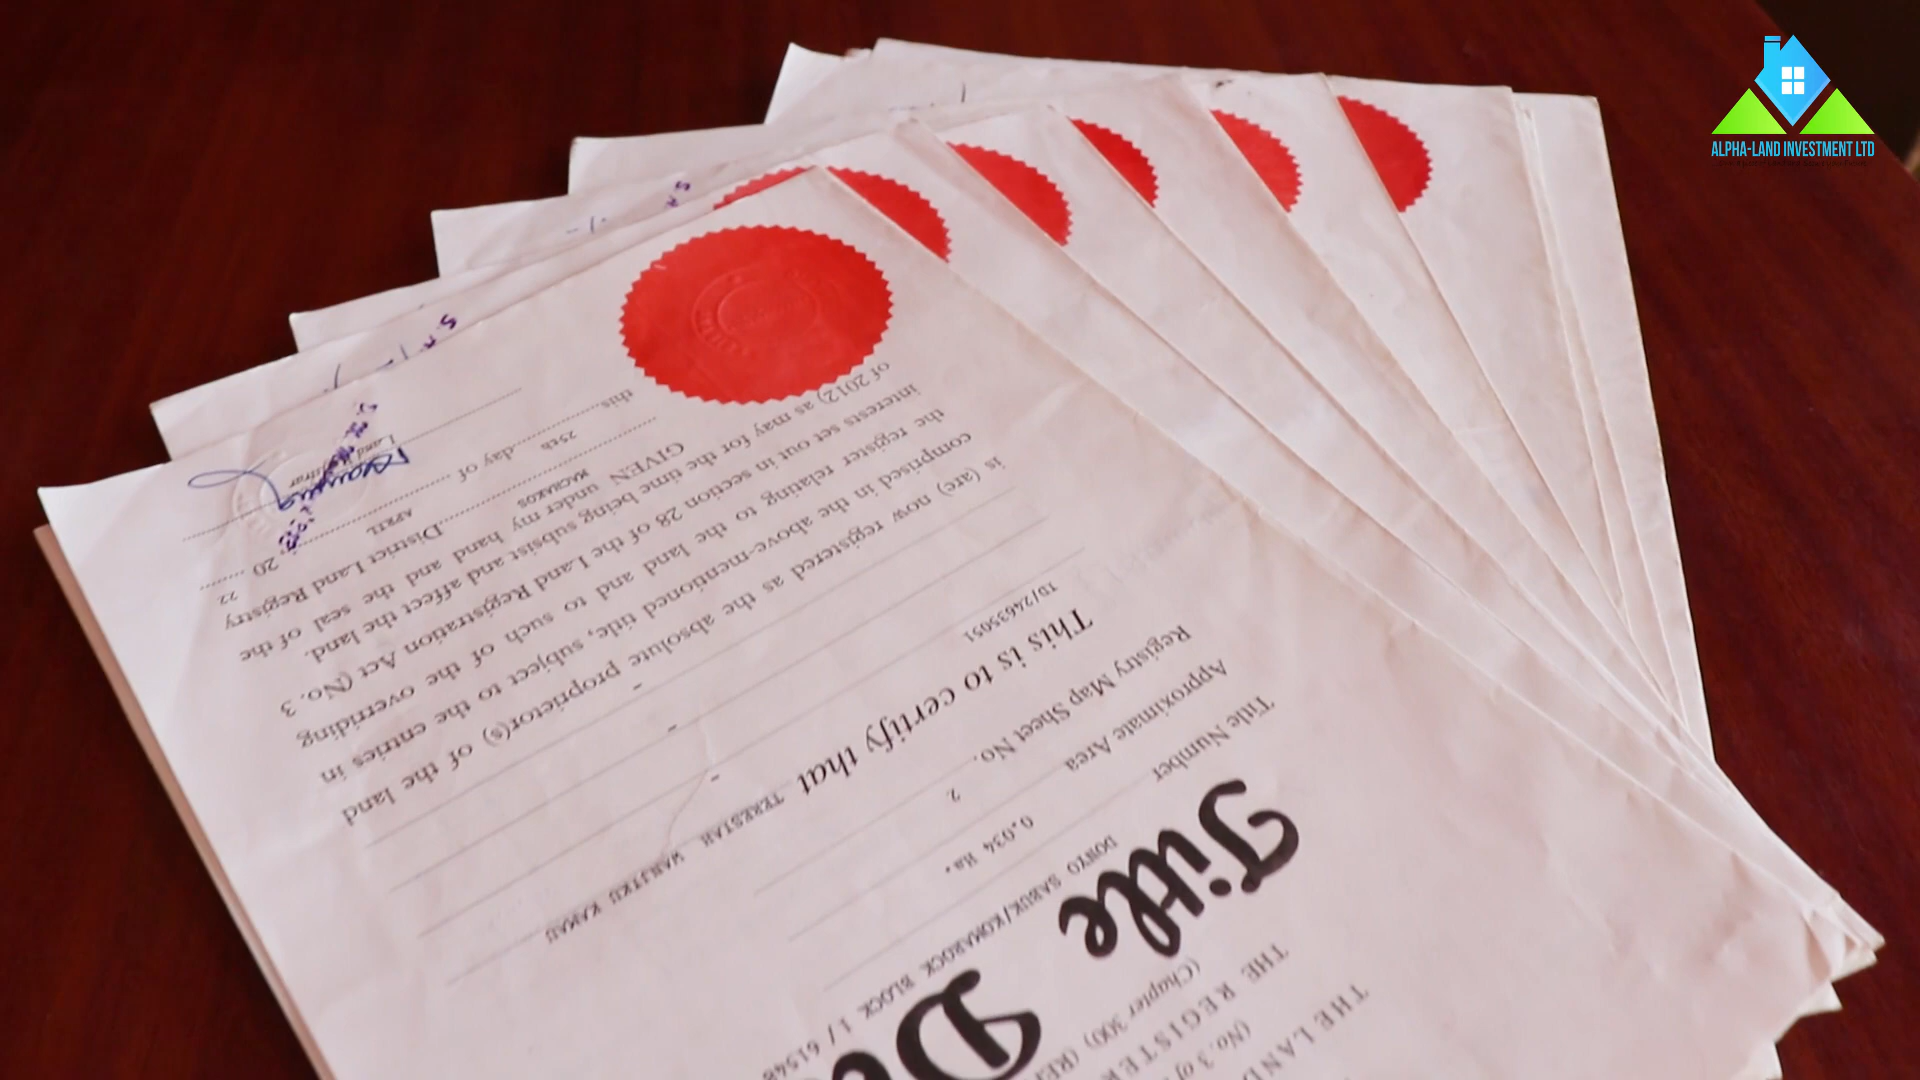 ALPHA-LAND INVESTMENT LTD
THE LAND
(No. 3 of
THE REGISTE
(Chapter 300) (RE
Title De
Title Number DONYO SABUK/KOMAROCK BLOCK 1/ 61548
Approximate Area 0.034 Ha.
Registry Map Sheet No. 2
This is to certify that TERESIAH WANJIKU KAMAU
ID/24635051
is (are) now registered as the absolute proprietor(s) of the land
comprised in the above-mentioned title, subject to the entries in
the register relating to the land and to such of the overriding
interests set out in section 28 of the Land Registration Act (No. 3
of 2012) as may for the time being subsist and affect the land.
GIVEN under my hand and the seal of the
MACHAKOS District Land Registry
this 25th day of APRIL 20 22
Land Registrar